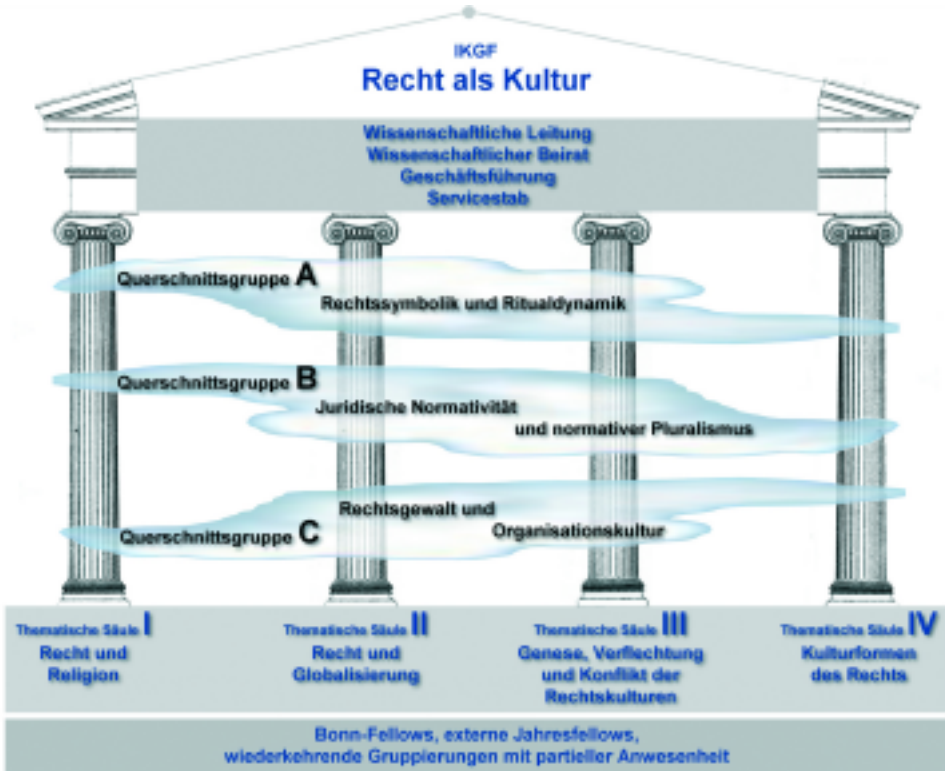 IKGF
Recht als Kultur
Wissenschaftliche Leitung
Wissenschaftlicher Beirat
Geschäftsführung
Servicestab
Querschnittsgruppe A
Rechtssymbolik und Ritualdynamik
Querschnittsgruppe B
Juridische Normativität
und normativer Pluralismus
Rechtsgewalt und
Querschnittsgruppe C
Organisationskultur
Thematische Säule I
Recht und
Religion
Thematische Säule II
Recht und
Globalisierung
Thematische Säule III
Genese, Verflechtung
und Konflikt der
Rechtskulturen
Thematische Säule IV
Kulturformen
des Rechts
Bonn-Fellows, externe Jahresfellows,
wiederkehrende Gruppierungen mit partieller Anwesenheit